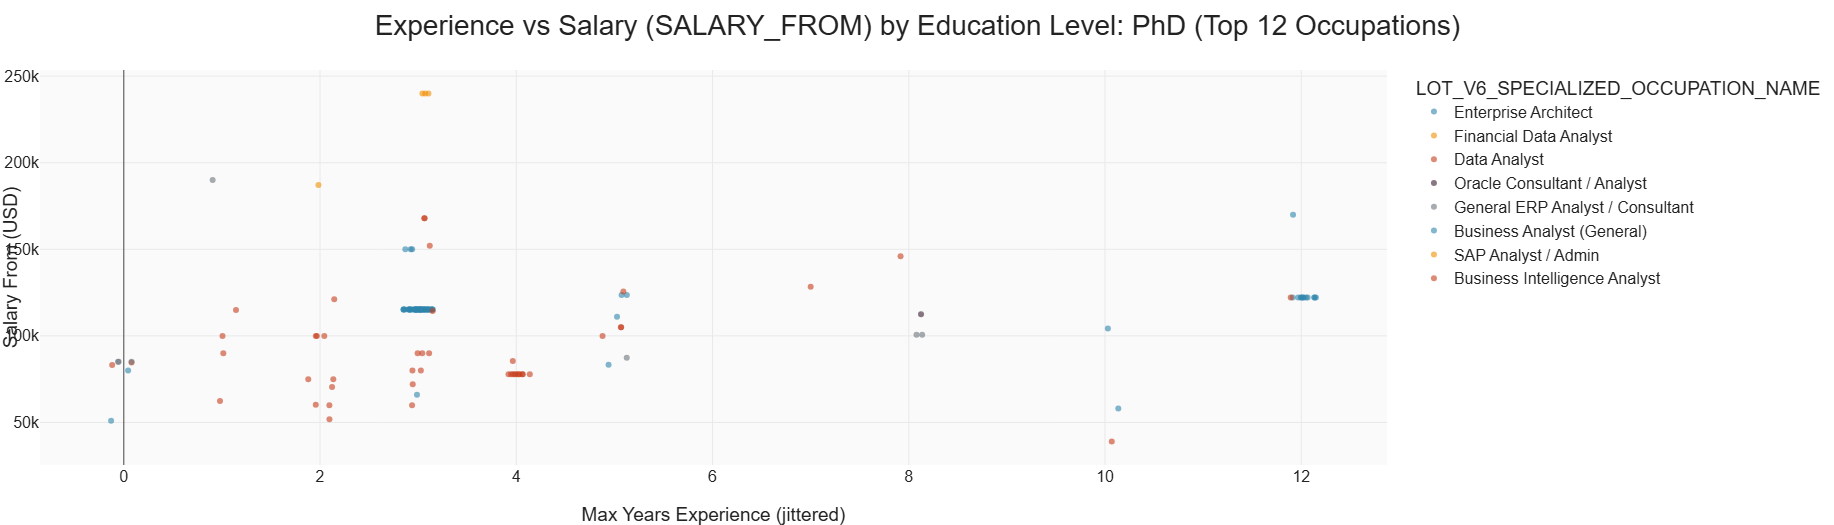 Experience vs Salary (SALARY_FROM) by Education Level: PhD (Top 12 Occupations)
250k
200k
150k
100k
50k
Salary From (USD)
0
2
4
6
8
10
12
Max Years Experience (jittered)
LOT_V6_SPECIALIZED_OCCUPATION_NAME
Enterprise Architect
Financial Data Analyst
Data Analyst
Oracle Consultant / Analyst
General ERP Analyst / Consultant
Business Analyst (General)
SAP Analyst / Admin
Business Intelligence Analyst